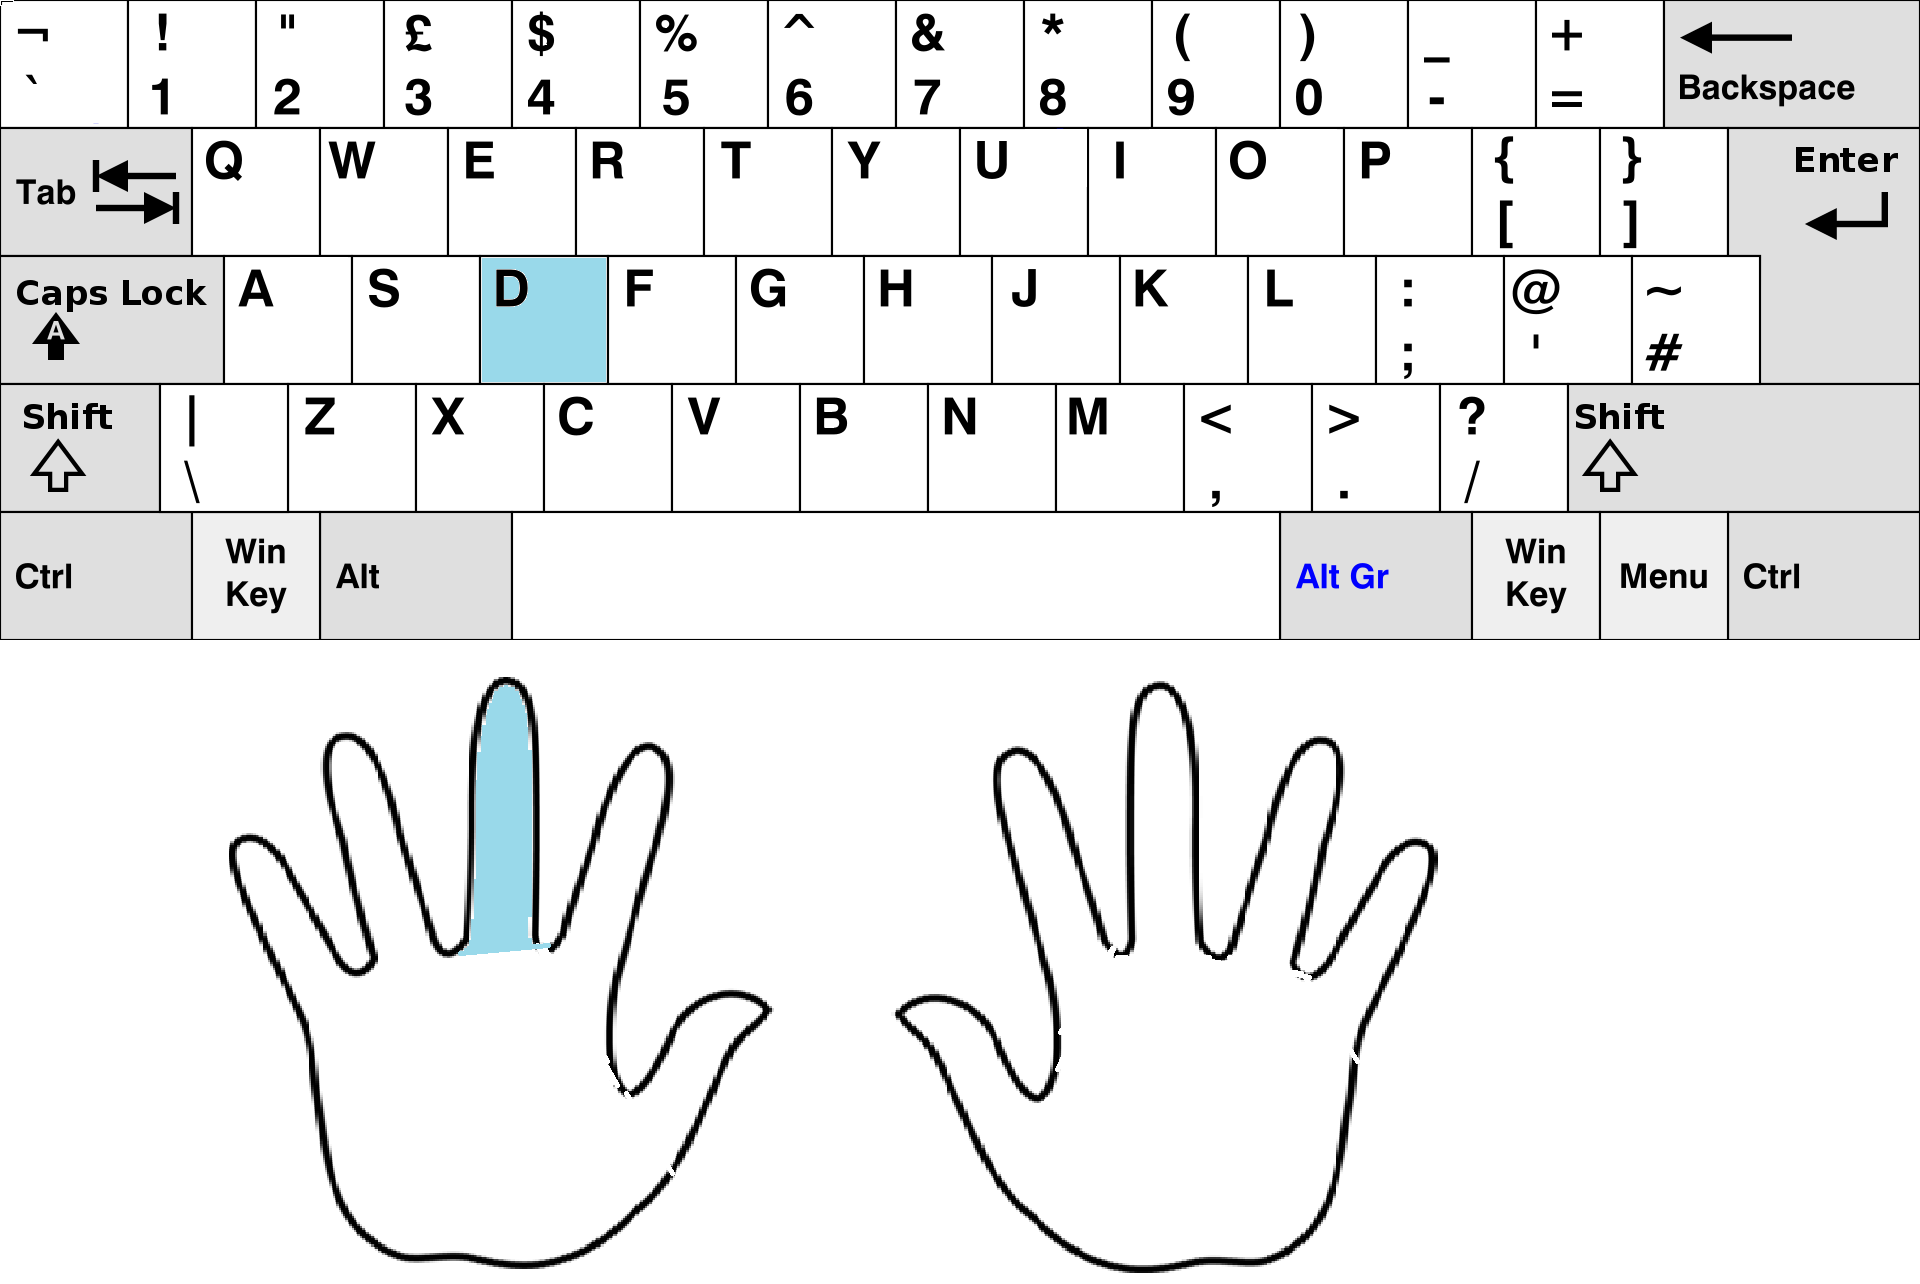 ¬ ! " £ $ % ^ & * ( ) _ +
` 1 2 3 4 5 6 7 8 9 0 - = Backspace
Tab Q W E R T Y U I O P { } Enter
[ ]
Caps Lock A S D F G H J K L : @ ~
A ; ' #
Shift | Z X C V B N M < > ? Shift
\ , . /
Ctrl Win Key Alt Alt Gr Win Key Menu Ctrl